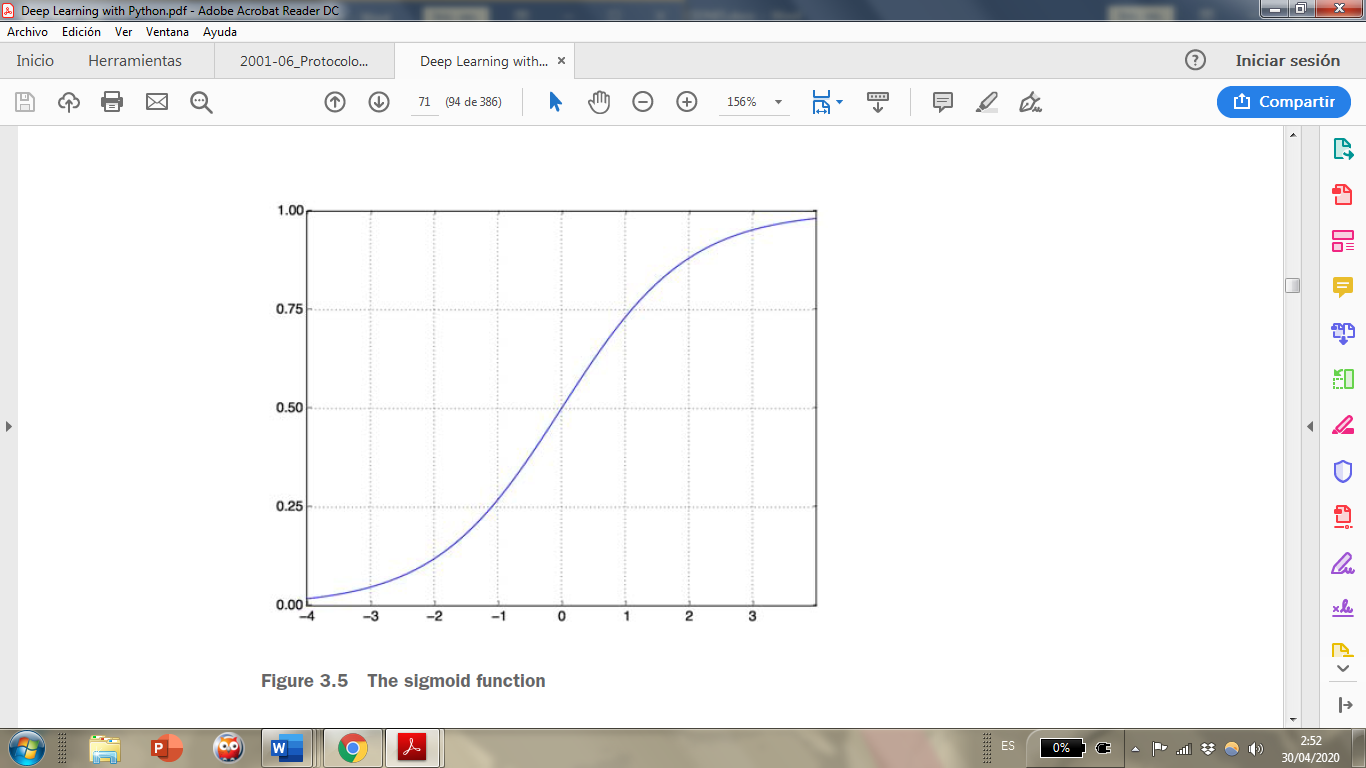 Deep Learning with Python.pdf - Adobe Acrobat Reader DC
Archivo Edición Ver Ventana Ayuda
Inicio Herramientas 2001-06_Protocolo... Deep Learning with... × ? Iniciar sesión
71 (94 de 386) 156% Compartir
1.00
0.75
0.50
0.25
0.00
−4 −3 −2 −1 0 1 2 3
Figure 3.5 The sigmoid function
ES 0% 2:52
30/04/2020